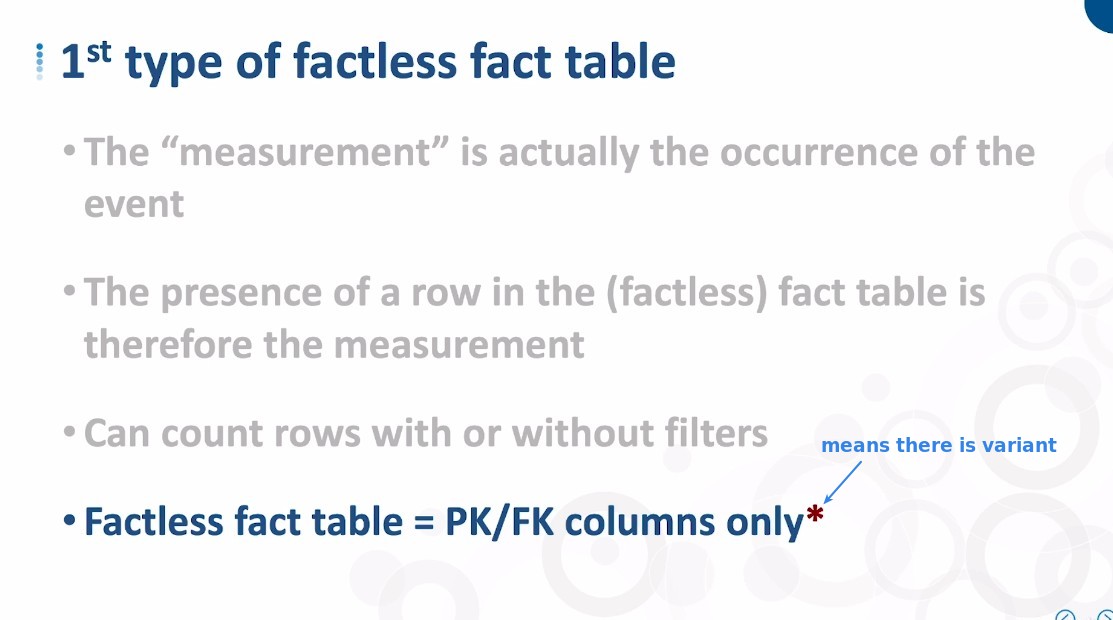 1st type of factless fact table
• The “measurement” is actually the occurrence of the
event
• The presence of a row in the (factless) fact table is
therefore the measurement
• Can count rows with or without filters
means there is variant
• Factless fact table = PK/FK columns only*